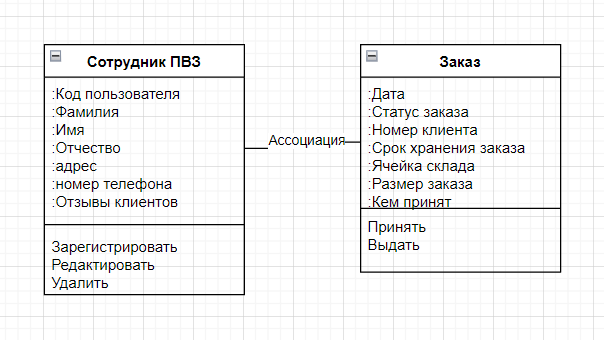 Сотрудник ПВЗ
:Код пользователя
:Фамилия
:Имя
:Отчество
:адрес
:номер телефона
:Отзывы клиентов
Зарегистрировать
Редактировать
Удалить
Ассоциация
Заказ
:Дата
:Статус заказа
:Номер клиента
:Срок хранения заказа
:Ячейка склада
:Размер заказа
:Кем принят
Принять
Выдать